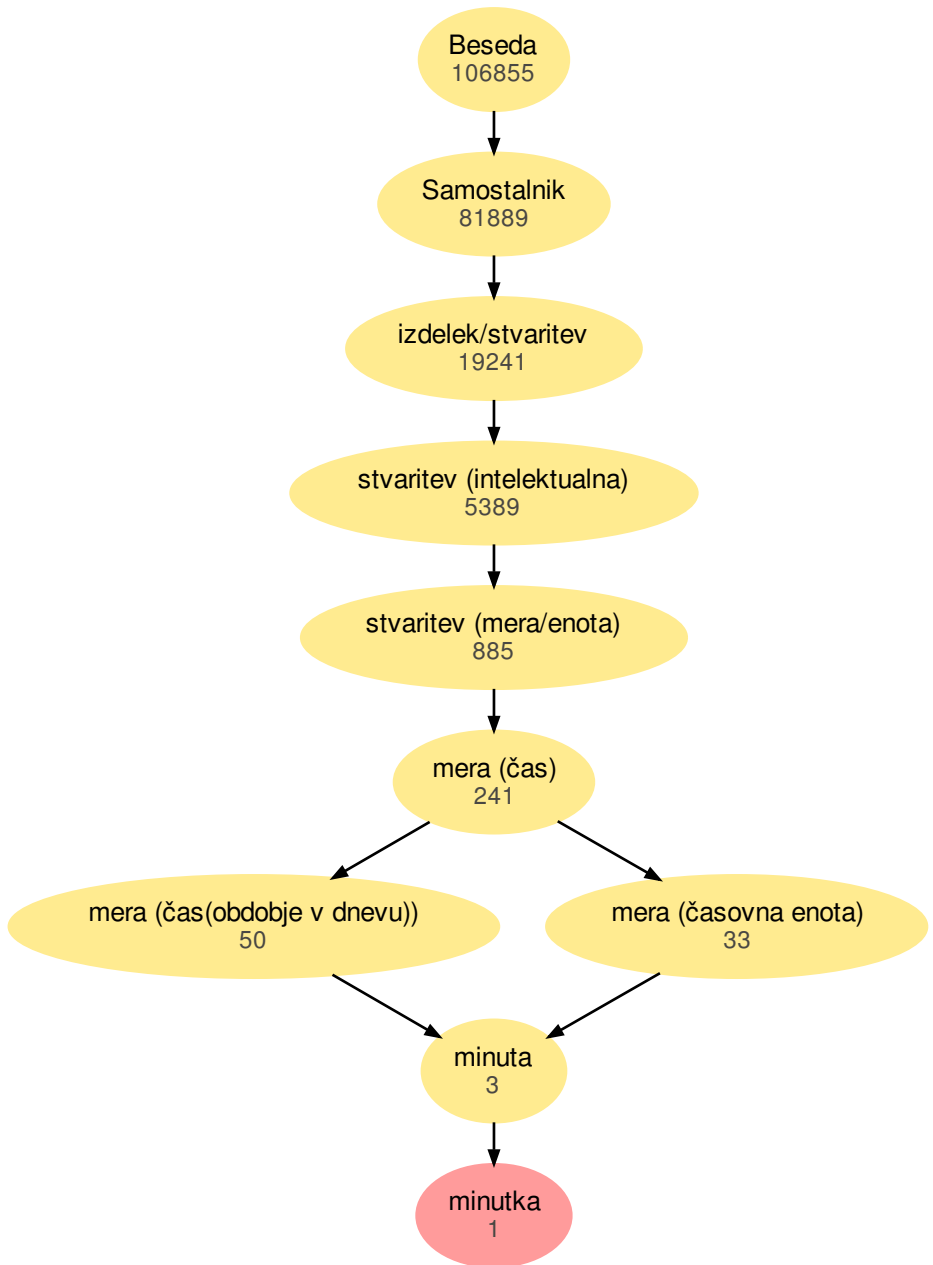 Beseda
106855
Samostalnik
81889
izdelek/stvaritev
19241
stvaritev (intelektualna)
5389
stvaritev (mera/enota)
885
mera (čas)
241
mera (čas(obdobje v dnevu))
50
mera (časovna enota)
33
minuta
3
minutka
1